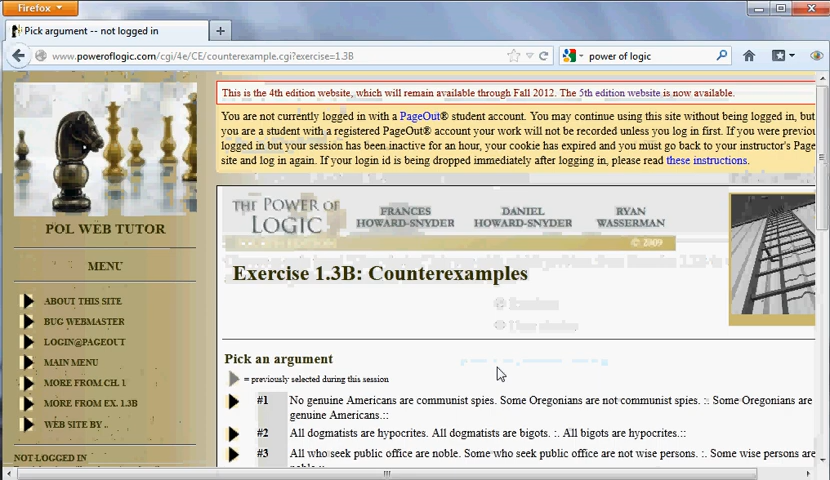 Firefox
Pick argument -- not logged in
www.poweroflogic.com/cgi/4e/CE/counterexample.cgi?exercise=1.3B
power of logic
This is the 4th edition website, which will remain available through Fall 2012. The 5th edition website is now available.
You are not currently logged in with a PageOut® student account. You may continue using this site without being logged in, but
you are a student with a registered PageOut® account your work will not be recorded unless you log in first. If you were previou
logged in but your session has been inactive for an hour, your cookie has expired and you must go back to your instructor's Page
site and log in again. If your login id is being dropped immediately after logging in, please read these instructions.
THE POWER OF
LOGIC
FRANCES
HOWARD-SNYDER
DANIEL
HOWARD-SNYDER
RYAN
WASSERMAN
© 2009
POL WEB TUTOR
MENU
ABOUT THIS SITE
BUG WEBMASTER
LOGIN@PAGEOUT
MAIN MENU
MORE FROM CH. 1
MORE FROM EX. 1.3B
WEB SITE BY ..
NOT LOGGED IN
Exercise 1.3B: Counterexamples
Pick an argument
= previously selected during this session
#1 No genuine Americans are communist spies. Some Oregonians are not communist spies. :. Some Oregonians are
genuine Americans.::
#2 All dogmatists are hypocrites. All dogmatists are bigots. :. All bigots are hypocrites.::
#3 All who seek public office are noble. Some who seek public office are not wise persons. :. Some wise persons are